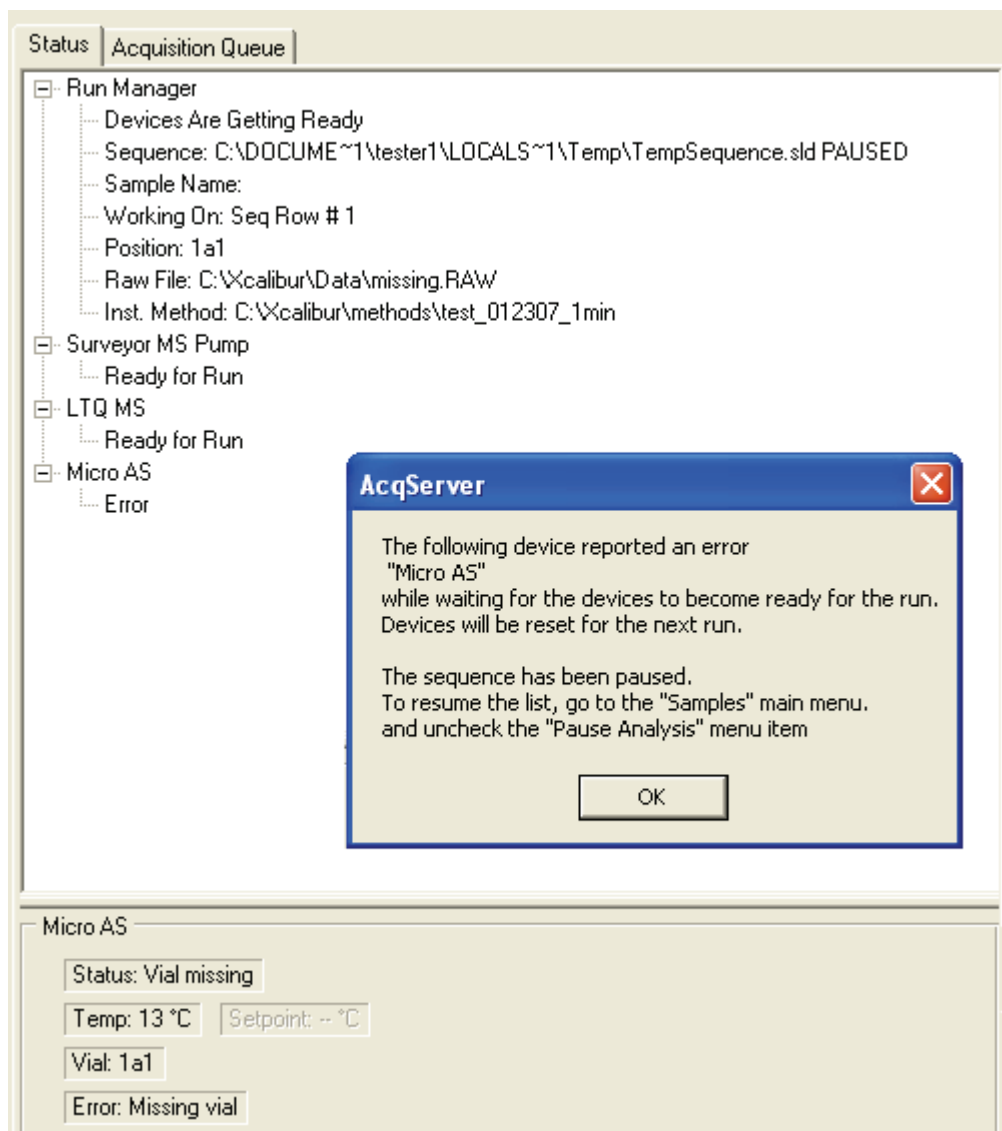 Status
Acquisition Queue
Run Manager
Devices Are Getting Ready
Sequence: C:\DOCUME~1\tester1\LOCALS~1\Temp\TempSequence.sld PAUSED
Sample Name:
Working On: Seq Row # 1
Position: 1a1
Raw File: C:\Xcalibur\Data\missing.RAW
Inst. Method: C:\Xcalibur\methods\test_012307_1min
Surveyor MS Pump
Ready for Run
LTQ MS
Ready for Run
Micro AS
Error
AcqServer
The following device reported an error
"Micro AS"
while waiting for the devices to become ready for the run.
Devices will be reset for the next run.
The sequence has been paused.
To resume the list, go to the "Samples" main menu.
and uncheck the "Pause Analysis" menu item
OK
Micro AS
Status: Vial missing
Temp: 13 °C
Setpoint: -- °C
Vial: 1a1
Error: Missing vial